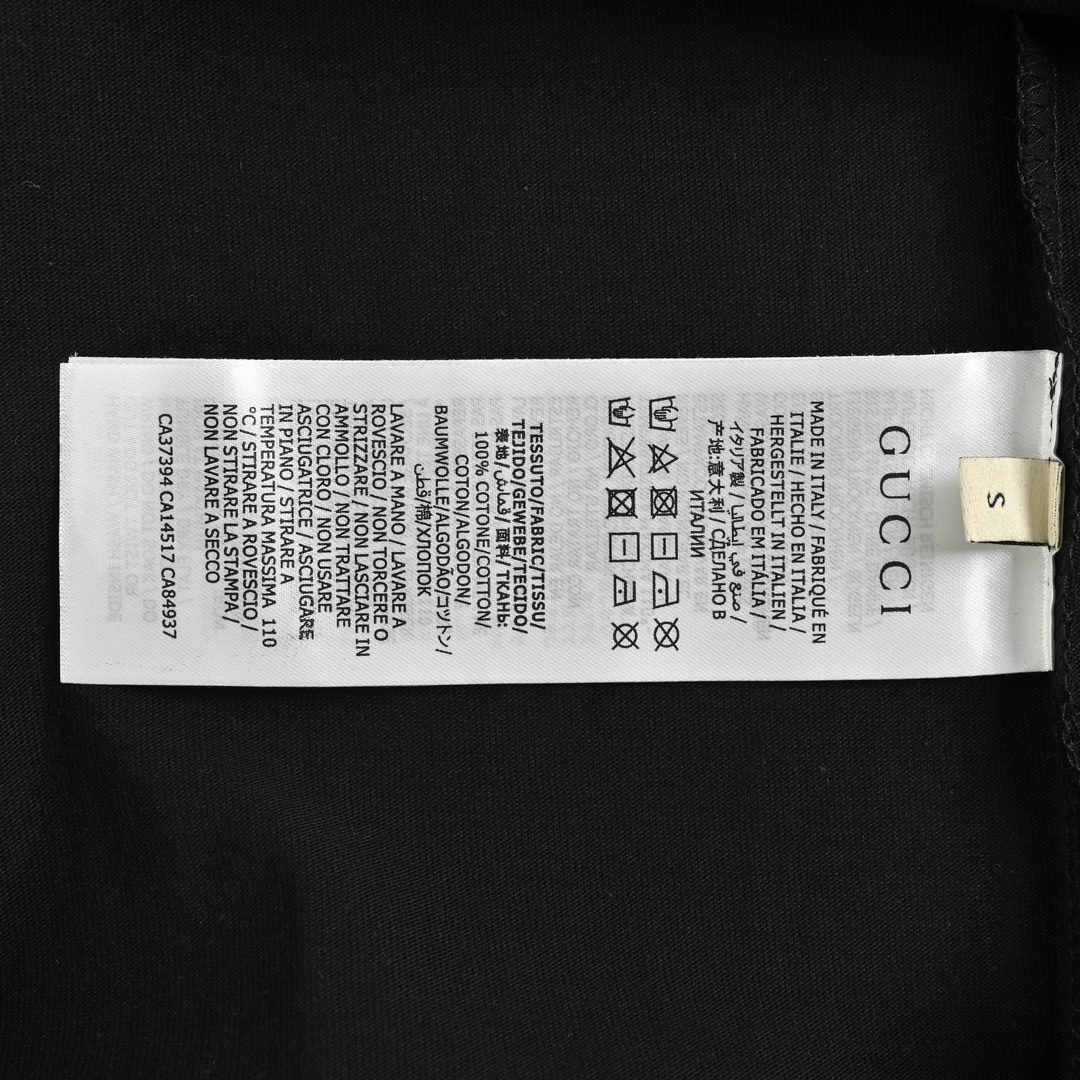 GUCCI
S
MADE IN ITALY / FABRIQUÉ EN
ITALIE / HECHO EN ITALIA /
HERGESTELLT IN ITALIEN /
FABRICADO EM ITÁLIA /
イタリア製 / صنع في ايطاليا /
产地:意大利 / СДЕЛАНО В
ИТАЛИИ
TESSUTO/FABRIC/TISSU/
TEJIDO/GEWEBE/TECIDO/
表地/قماش/面料/ТКАНЬ:
100% COTONE/COTTON/
COTON/ALGODON/
BAUMWOLLE/ALGODÃO/コットン/
قطن/棉/ХЛОПОК
LAVARE A MANO / LAVARE A
ROVESCIO / NON TORCERE O
STRIZZARE / NON LASCIARE IN
AMMOLLO / NON TRATTARE
CON CLORO / NON USARE
ASCIUGATRICE / ASCIUGARE
IN PIANO / STIRARE A
TEMPERATURA MASSIMA 110
°C / STIRARE A ROVESCIO /
NON STIRARE LA STAMPA /
NON LAVARE A SECCO
CA37394 CA14517 CA84937